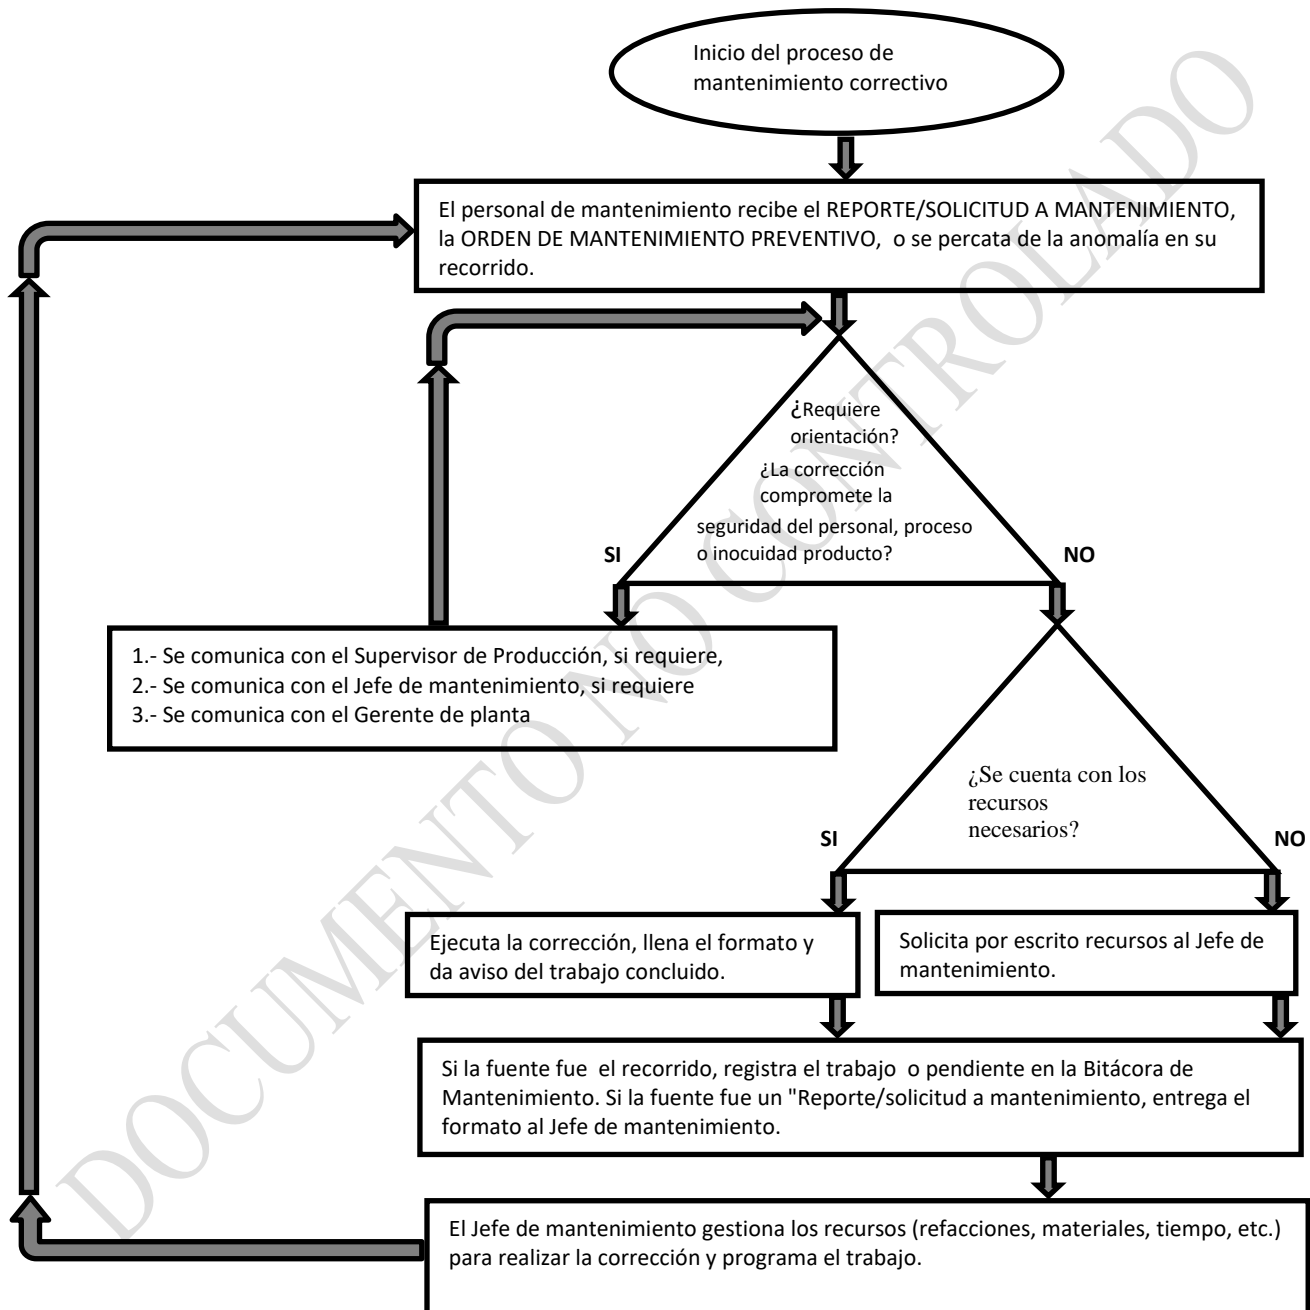 Inicio del proceso de
mantenimiento correctivo
El personal de mantenimiento recibe el REPORTE/SOLICITUD A MANTENIMIENTO,
la ORDEN DE MANTENIMIENTO PREVENTIVO, o se percata de la anomalía en su
recorrido.
¿Requiere
orientación?
¿La corrección
compromete la
seguridad del personal, proceso
o inocuidad producto?
SI
NO
1.- Se comunica con el Supervisor de Producción, si requiere,
2.- Se comunica con el Jefe de mantenimiento, si requiere
3.- Se comunica con el Gerente de planta
¿Se cuenta con los
recursos
necesarios?
SI
NO
Ejecuta la corrección, llena el formato y
da aviso del trabajo concluido.
Solicita por escrito recursos al Jefe de
mantenimiento.
Si la fuente fue el recorrido, registra el trabajo o pendiente en la Bitácora de
Mantenimiento. Si la fuente fue un "Reporte/solicitud a mantenimiento, entrega el
formato al Jefe de mantenimiento.
El Jefe de mantenimiento gestiona los recursos (refacciones, materiales, tiempo, etc.)
para realizar la corrección y programa el trabajo.
DOCUMENTO NO CONTROLADO